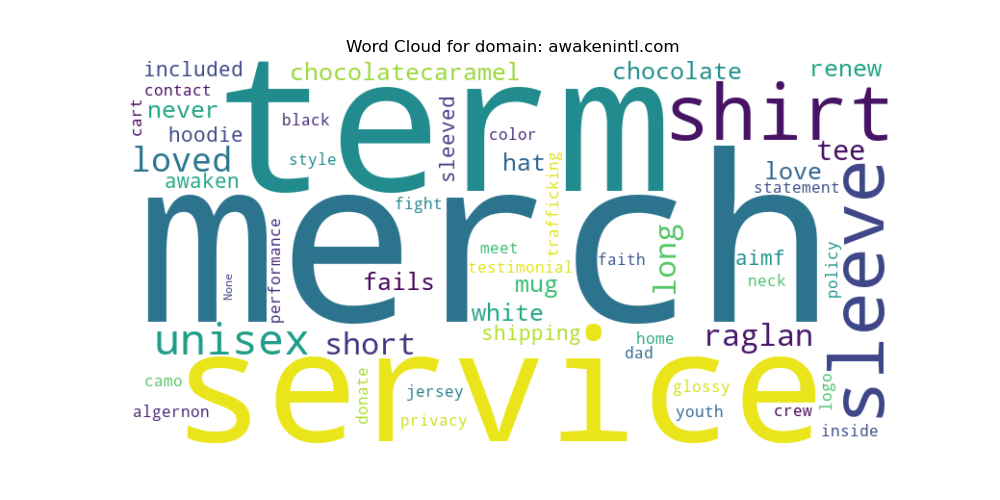 Word Cloud for domain: awakenintl.com
included
chocolatecaramel
chocolate
renew
contact
cart
never
black
hoodie
term
sleeved
color
shirt
loved
style
hat
tee
awaken
love
statement
fight
trafficking
merch
sleeve
performance
None
fails
meet
testimonial
faith
long
aimf
policy
mug
neck
white
unisex
short
shipping
home
dad
raglan
service
camo
donate
jersey
glossy
logo
algernon
privacy
youth
crew
inside